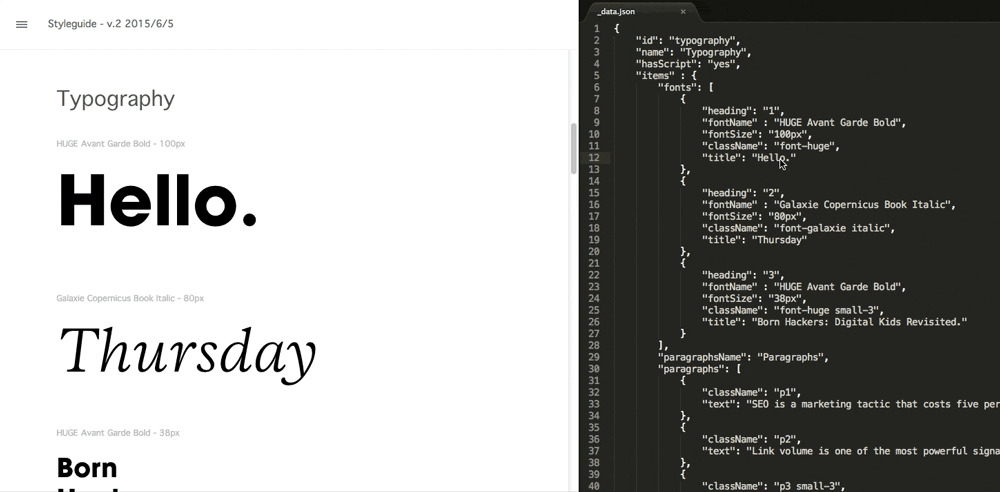 Styleguide - v.2 2015/6/5
Typography
HUGE Avant Garde Bold - 100px
Hello.
Galaxie Copernicus Book Italic - 80px
Thursday
HUGE Avant Garde Bold - 38px
Born
_data.json ×
1 {
2 "id": "typography",
3 "name": "Typography",
4 "hasScript": "yes",
5 "items" : {
6 "fonts": [
7 {
8 "heading": "1",
9 "fontName" : "HUGE Avant Garde Bold",
10 "fontSize": "100px",
11 "className": "font-huge",
12 "title": "Hello."
13 },
14 {
15 "heading": "2",
16 "fontName" : "Galaxie Copernicus Book Italic",
17 "fontSize": "80px",
18 "className": "font-galaxie italic",
19 "title": "Thursday"
20 },
21 {
22 "heading": "3",
23 "fontName" : "HUGE Avant Garde Bold",
24 "fontSize": "38px",
25 "className": "font-huge small-3",
26 "title": "Born Hackers: Digital Kids Revisited."
27 }
28 ],
29 "paragraphsName": "Paragraphs",
30 "paragraphs": [
31 {
32 "className": "p1",
33 "text": "SEO is a marketing tactic that costs five per
34 },
35 {
36 "className": "p2",
37 "text": "Link volume is one of the most powerful signa
38 },
39 {
40 "className": "p3 small-3",